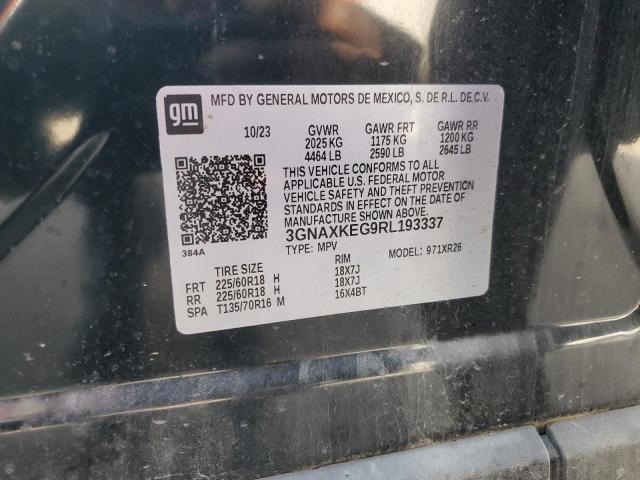 gm
MFD BY GENERAL MOTORS DE MEXICO, S. DE R.L. DE C.V.
10/23 GVWR GAWR FRT GAWR RR
2025 KG 1175 KG 1200 KG
4464 LB 2590 LB 2645 LB
THIS VEHICLE CONFORMS TO ALL
APPLICABLE U.S. FEDERAL MOTOR
VEHICLE SAFETY AND THEFT PREVENTION
STANDARDS IN EFFECT ON THE DATE OF
MANUFACTURE SHOWN ABOVE.
3GNAXKEG9RL193337
384A TYPE: MPV MODEL: 971XR26
TIRE SIZE RIM
FRT 225/60R18 H 18X7J
RR 225/60R18 H 18X7J
SPA T135/70R16 M 16X4BT